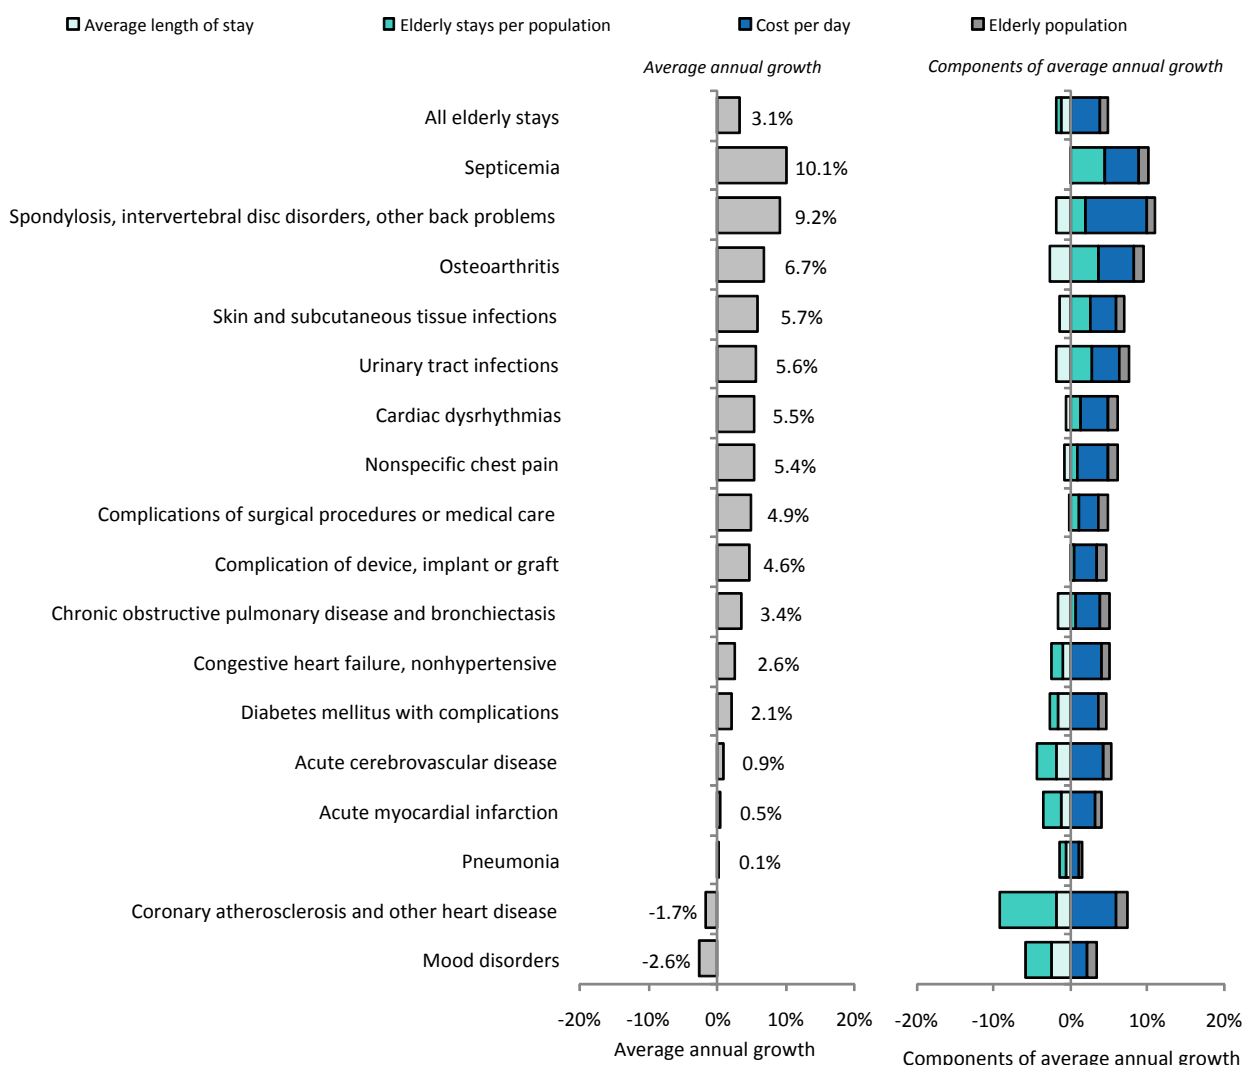 Average length of stay
Elderly stays per population
Cost per day
Elderly population
Average annual growth
Components of average annual growth
All elderly stays
3.1%
Septicemia
10.1%
Spondylosis, intervertebral disc disorders, other back problems
9.2%
Osteoarthritis
6.7%
Skin and subcutaneous tissue infections
5.7%
Urinary tract infections
5.6%
Cardiac dysrhythmias
5.5%
Nonspecific chest pain
5.4%
Complications of surgical procedures or medical care
4.9%
Complication of device, implant or graft
4.6%
Chronic obstructive pulmonary disease and bronchiectasis
3.4%
Congestive heart failure, nonhypertensive
2.6%
Diabetes mellitus with complications
2.1%
Acute cerebrovascular disease
0.9%
Acute myocardial infarction
0.5%
Pneumonia
0.1%
Coronary atherosclerosis and other heart disease
-1.7%
Mood disorders
-2.6%
-20% -10% 0% 10% 20%
-20% -10% 0% 10% 20%
Average annual growth
Components of average annual growth